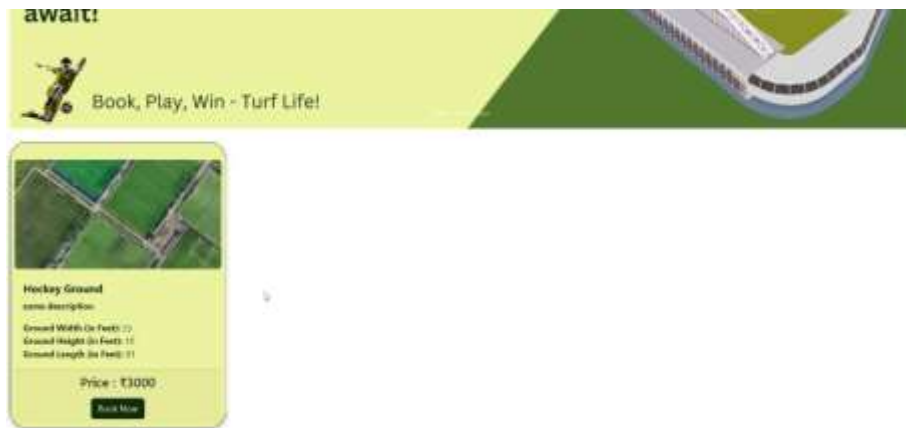 await!
Book, Play, Win - Turf Life!
Hockey Ground
some description
Ground Width (in Feet):
Ground Height (in Feet):
Ground Length (in Feet):
Price : ₹3000
Book Now